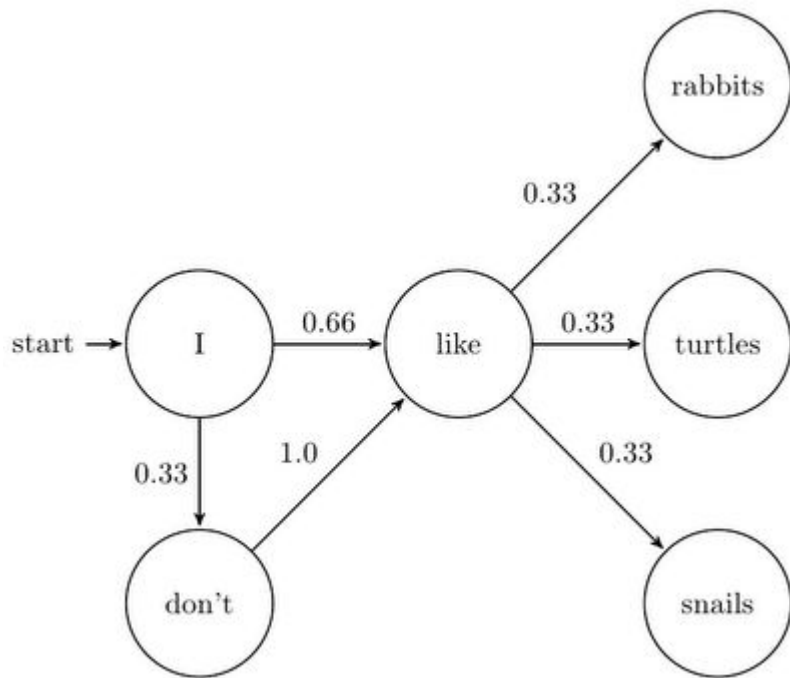 rabbits
0.33
start
I
0.66
like
0.33
turtles
0.33
1.0
0.33
don't
snails